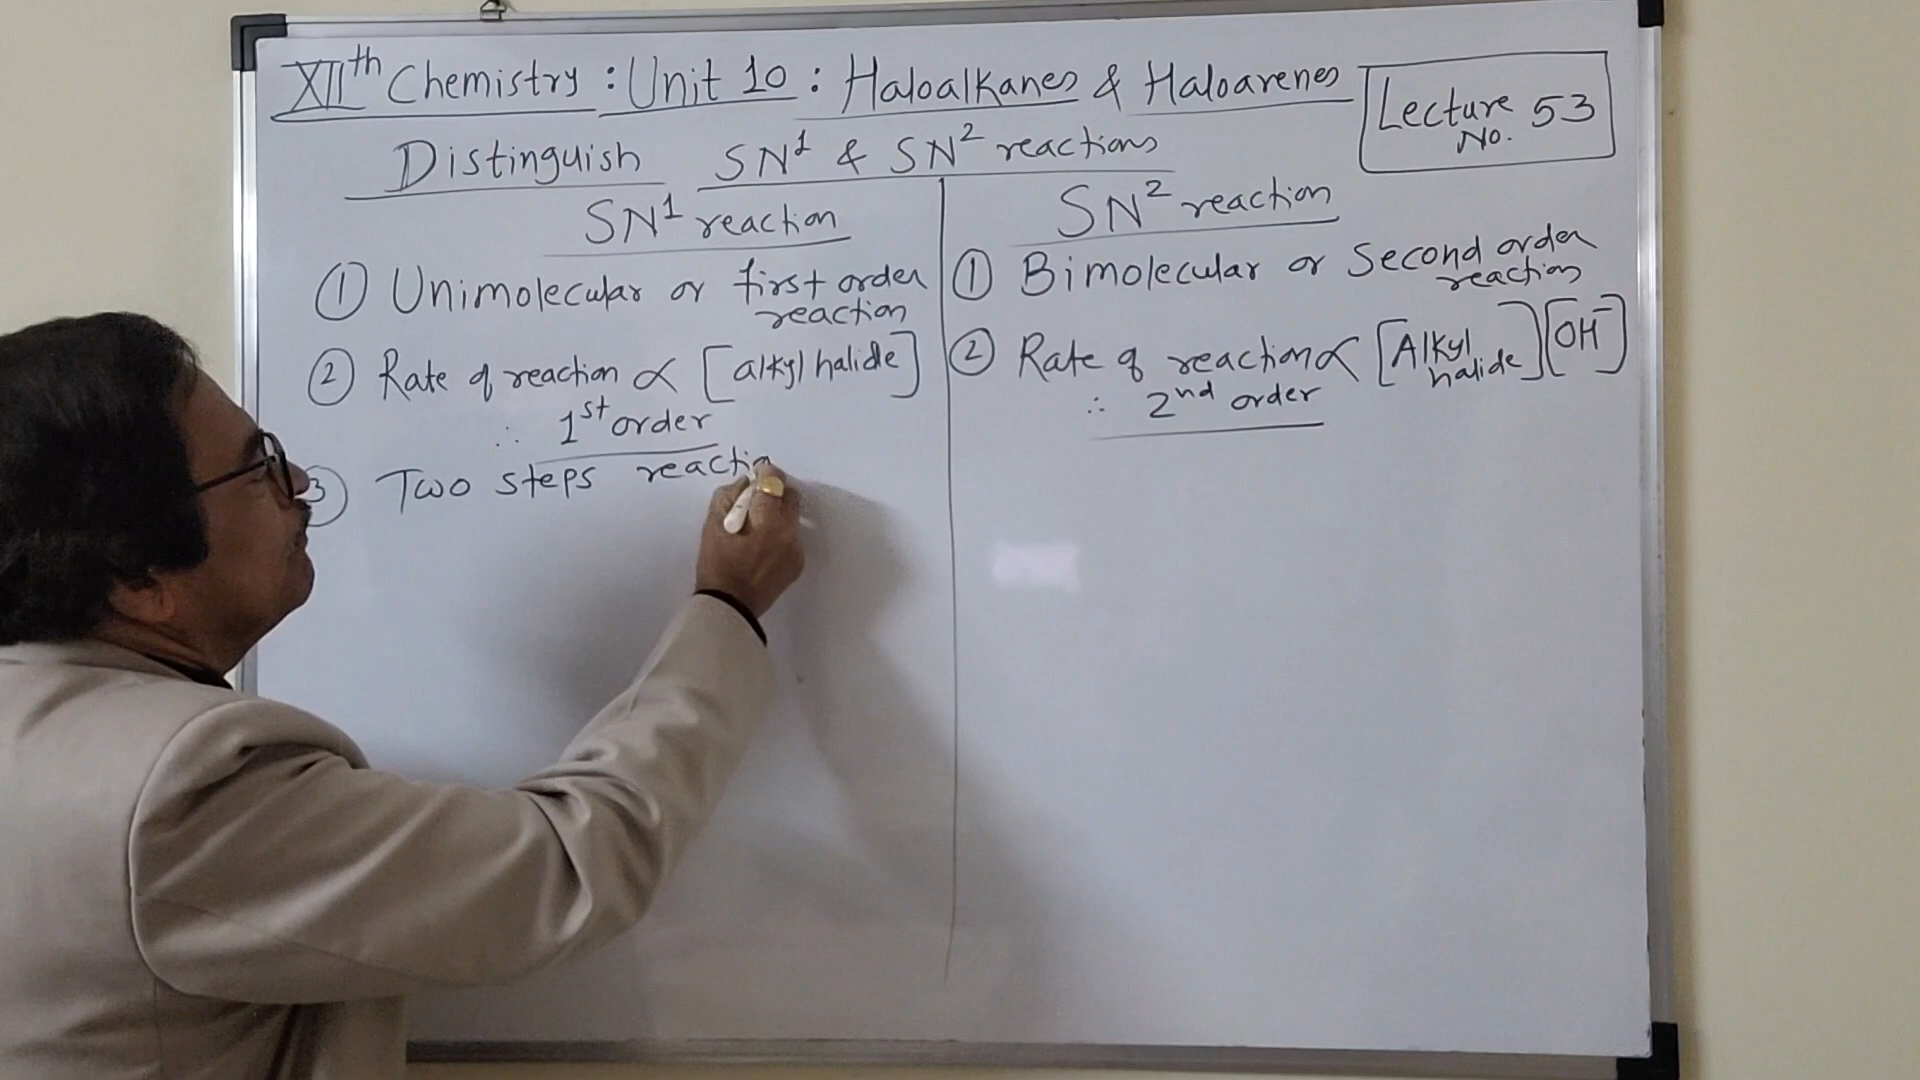 XIIth Chemistry : Unit 10 : Haloalkanes & Haloarenes
Lecture No. 53
Distinguish SN1 & SN2 reactions
SN1 reaction
① Unimolecular or first order
reaction
② Rate of reaction ∝ [alkyl halide]
∴ 1st order
③ Two steps reactio
SN2 reaction
① Bimolecular or Second order
reaction
② Rate of reaction ∝ [Alkyl halide][OH-]
∴ 2nd order